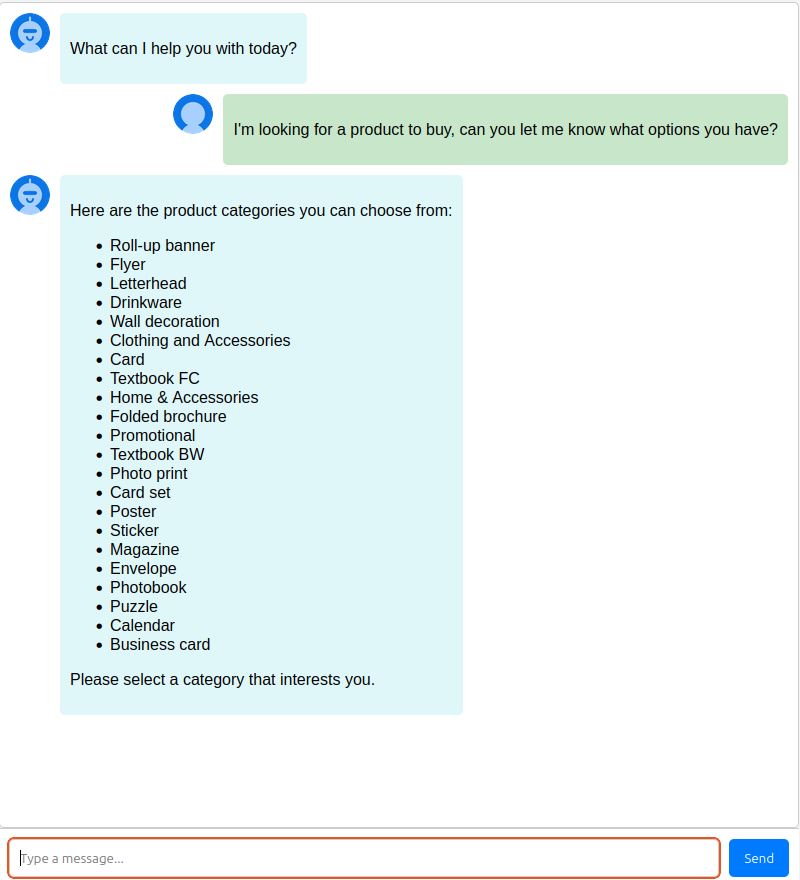 What can I help you with today?
I'm looking for a product to buy, can you let me know what options you have?
Here are the product categories you can choose from:
Roll-up banner
Flyer
Letterhead
Drinkware
Wall decoration
Clothing and Accessories
Card
Textbook FC
Home & Accessories
Folded brochure
Promotional
Textbook BW
Photo print
Card set
Poster
Sticker
Magazine
Envelope
Photobook
Puzzle
Calendar
Business card
Please select a category that interests you.
Type a message...
Send